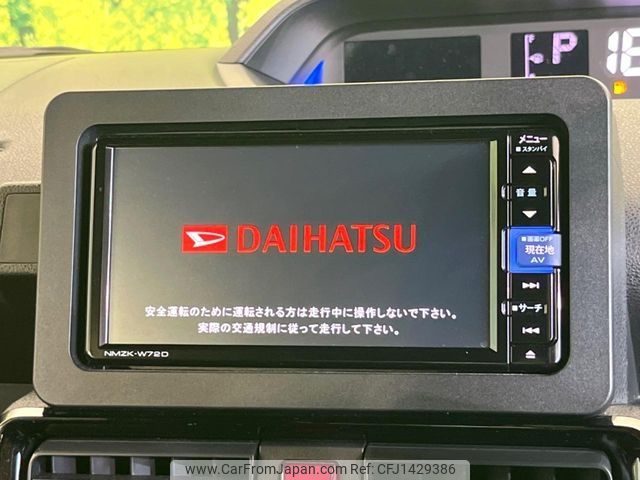 P 18
メニュー
■スタンバイ
音量
DAIHATSU
■画面OFF
現在地
AV
安全運転のために運転される方は走行中に操作しないで下さい。
■サーチ
実際の交通規制に従って走行して下さい。
NMZK-W72D
www.carfromjapan.com - Car From Japan - CFJ1429386